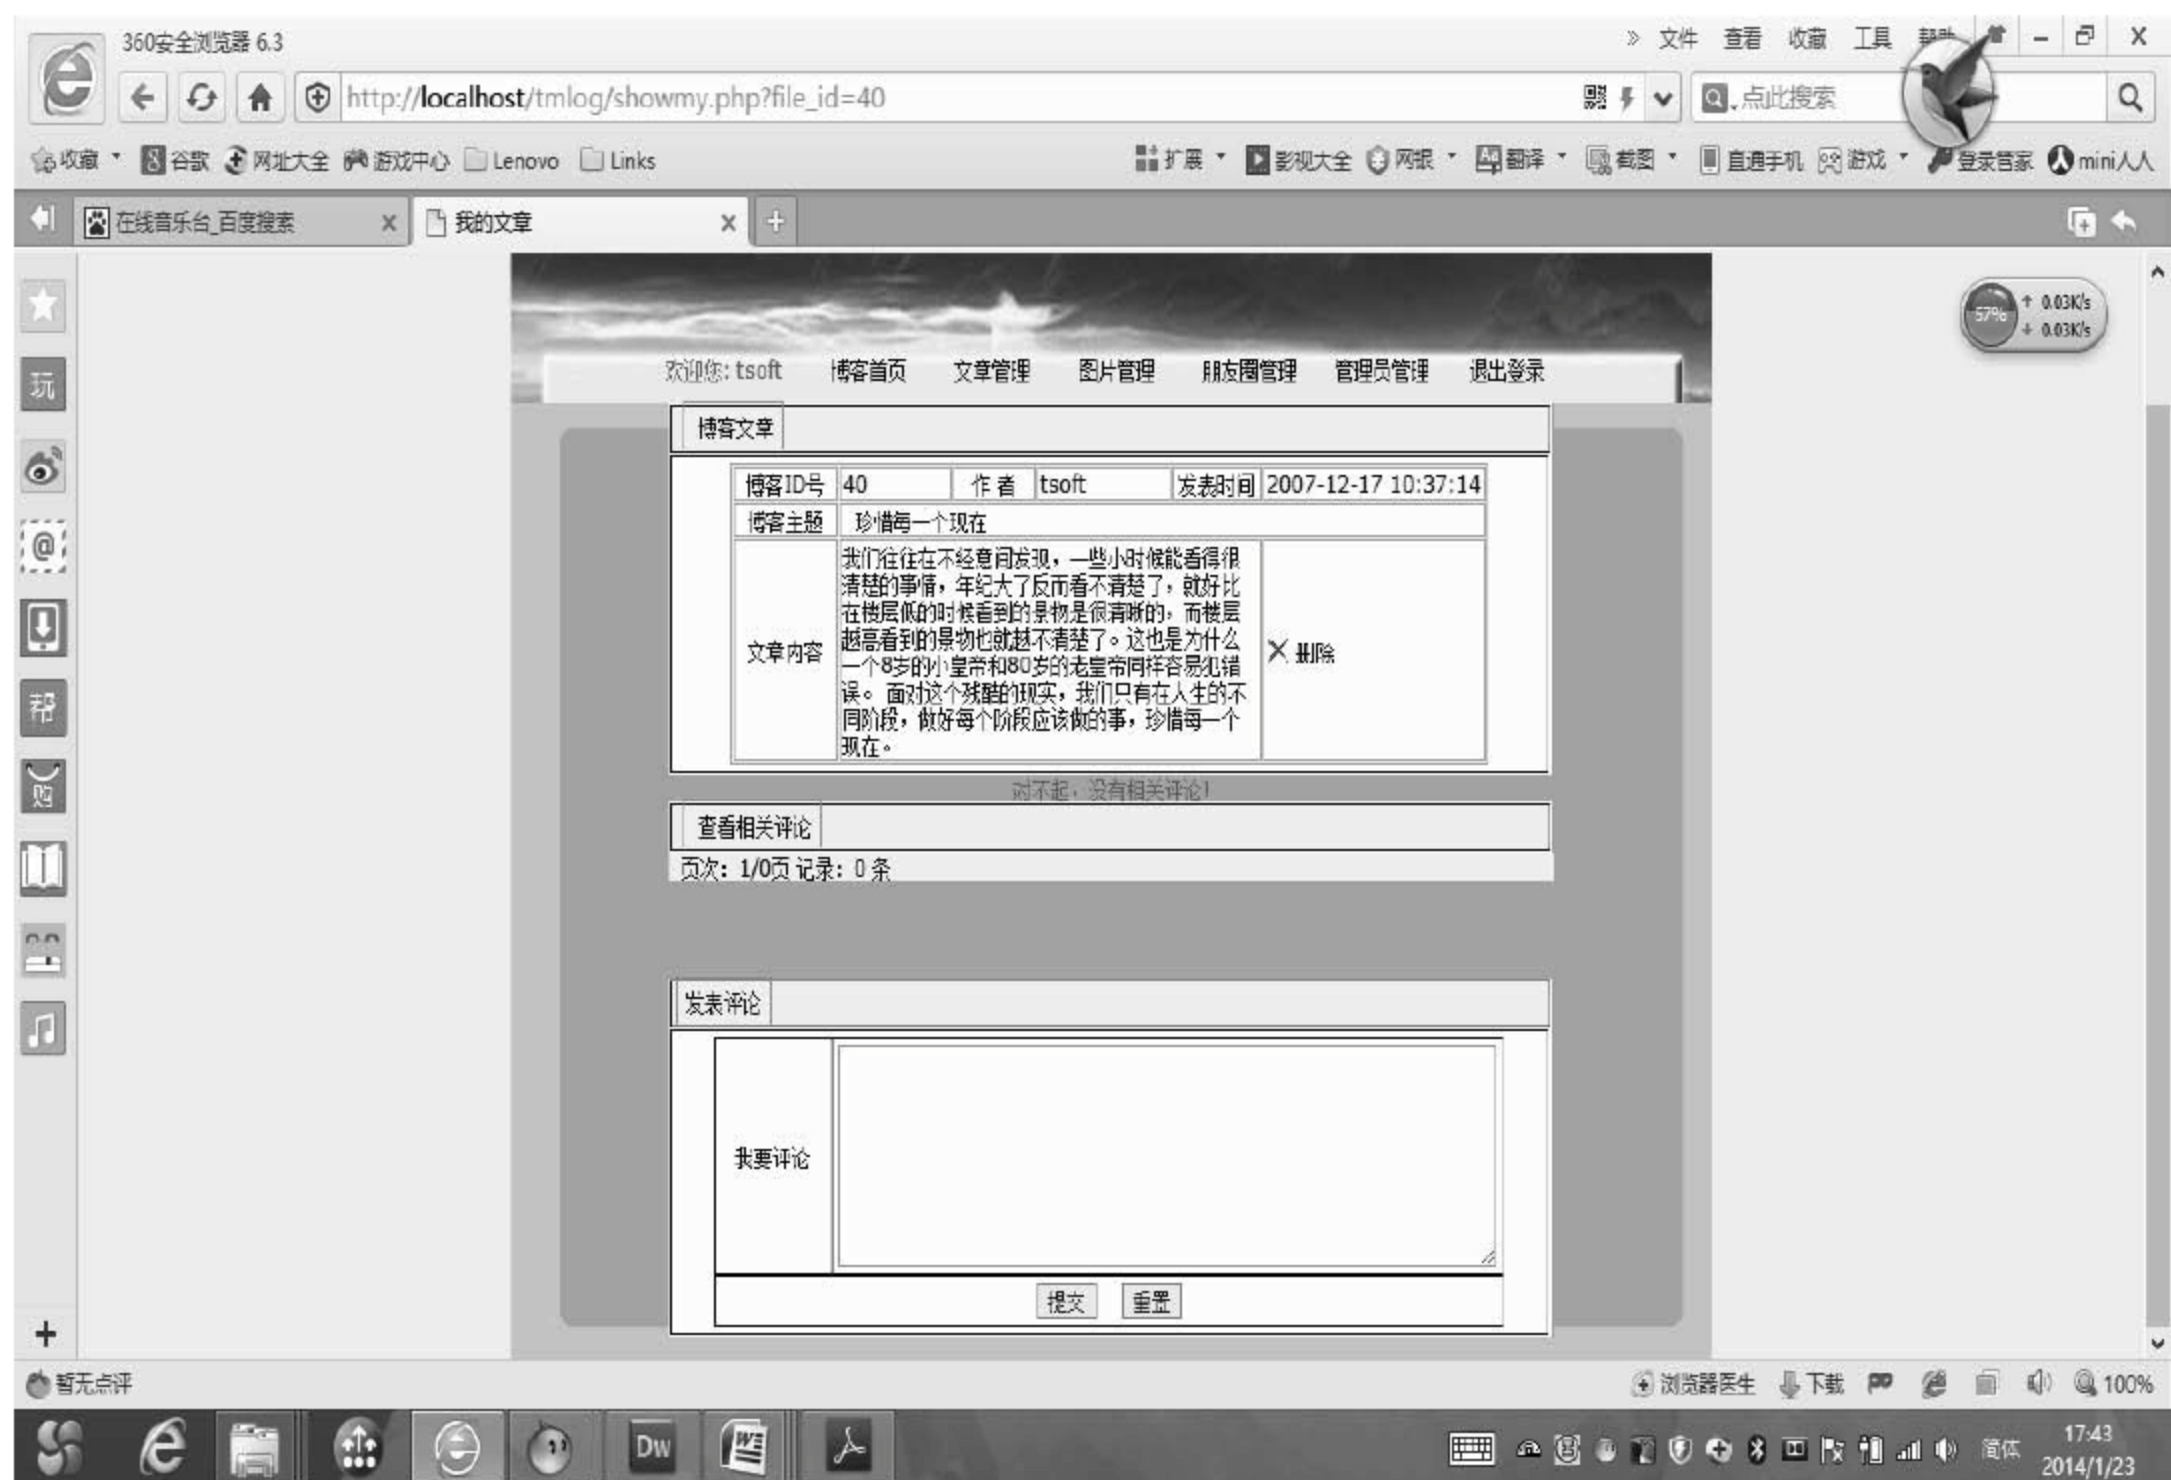 360安全浏览器 6.3
» 文件 查看 收藏 工具 帮助
http://localhost/tmlog/showmy.php?file_id=40
点此搜索
收藏 谷歌 网址大全 游戏中心 Lenovo Links 扩展 影视大全 网银 翻译 截图 直通手机 游戏 登录管家 mini人人
在线音乐台_百度搜索 我的文章
57% 0.03K/s
0.03K/s
欢迎您: tsoft 博客首页 文章管理 图片管理 朋友圈管理 管理员管理 退出登录
玩
博客文章
博客ID号 40 作 者 tsoft 发表时间 2007-12-17 10:37:14
博客主题 珍惜每一个现在
我们往往在不经意间发现，一些小时候能看得很
清楚的事情，年纪大了反而看不清楚了，就好比
在楼层低的时候看到的景物是很清晰的，而楼层
越高看到的景物也就越不清楚了。这也是为什么
文章内容 一个8岁的小皇帝和80岁的老皇帝同样容易犯错 删除
误。 面对这个残酷的现实，我们只有在人生的不
同阶段，做好每个阶段应该做的事，珍惜每一个
现在。
帮
购
对不起，没有相关评论!
查看相关评论
页次：1/0页 记录：0 条
发表评论
我要评论
提交 重置
暂无点评 浏览器医生 下载 100%
Dw
简体 17:43
2014/1/23